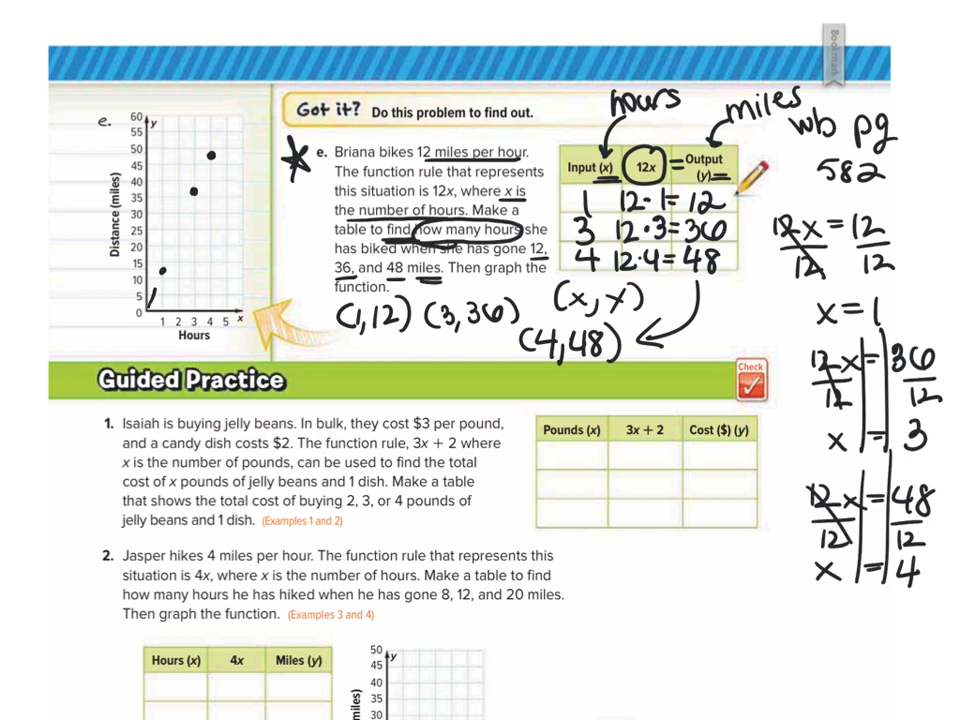 Bookmark
e.
60
55
50
45
40
35
30
25
20
15
10
5
0
y
Distance (miles)
1 2 3 4 5 x
Hours
Got it? Do this problem to find out.
hours
miles
wb pg
582
e. Briana bikes 12 miles per hour.
The function rule that represents
this situation is 12x, where x is
the number of hours. Make a
table to find how many hours she
has biked when she has gone 12,
36, and 48 miles. Then graph the
function.
Input (x) 12x = Output (y)
1 12·1=12
3 12·3=36
4 12·4=48
(x,y)
(1,12) (3,36)
(4,48)
12x = 12
12 12
x=1
12x=36
12 12
x = 3
12x=48
12 12
x = 4
Guided Practice
Check
1. Isaiah is buying jelly beans. In bulk, they cost $3 per pound,
and a candy dish costs $2. The function rule, 3x + 2 where
x is the number of pounds, can be used to find the total
cost of x pounds of jelly beans and 1 dish. Make a table
that shows the total cost of buying 2, 3, or 4 pounds of
jelly beans and 1 dish. (Examples 1 and 2)
Pounds (x) 3x + 2 Cost ($) (y)
2. Jasper hikes 4 miles per hour. The function rule that represents this
situation is 4x, where x is the number of hours. Make a table to find
how many hours he has hiked when he has gone 8, 12, and 20 miles.
Then graph the function. (Examples 3 and 4)
Hours (x) 4x Miles (y)
50
45
40
35
30
y
miles)